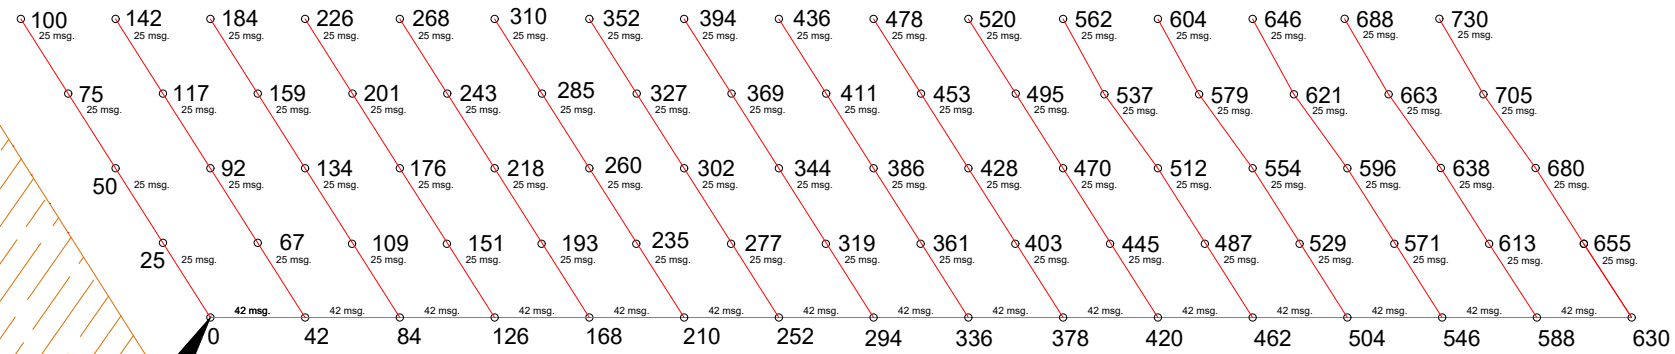 100 142 184 226 268 310 352 394 436 478 520 562 604 646 688 730
25 msg. 25 msg. 25 msg. 25 msg. 25 msg. 25 msg. 25 msg. 25 msg. 25 msg. 25 msg. 25 msg. 25 msg. 25 msg. 25 msg. 25 msg. 25 msg.
75 117 159 201 243 285 327 369 411 453 495 537 579 621 663 705
25 msg. 25 msg. 25 msg. 25 msg. 25 msg. 25 msg. 25 msg. 25 msg. 25 msg. 25 msg. 25 msg. 25 msg. 25 msg. 25 msg. 25 msg. 25 msg.
50 92 134 176 218 260 302 344 386 428 470 512 554 596 638 680
25 msg. 25 msg. 25 msg. 25 msg. 25 msg. 25 msg. 25 msg. 25 msg. 25 msg. 25 msg. 25 msg. 25 msg. 25 msg. 25 msg. 25 msg. 25 msg.
25 67 109 151 193 235 277 319 361 403 445 487 529 571 613 655
25 msg. 25 msg. 25 msg. 25 msg. 25 msg. 25 msg. 25 msg. 25 msg. 25 msg. 25 msg. 25 msg. 25 msg. 25 msg. 25 msg. 25 msg. 25 msg.
42 msg. 42 msg. 42 msg. 42 msg. 42 msg. 42 msg. 42 msg. 42 msg. 42 msg. 42 msg. 42 msg. 42 msg. 42 msg. 42 msg. 42 msg.
0 42 84 126 168 210 252 294 336 378 420 462 504 546 588 630